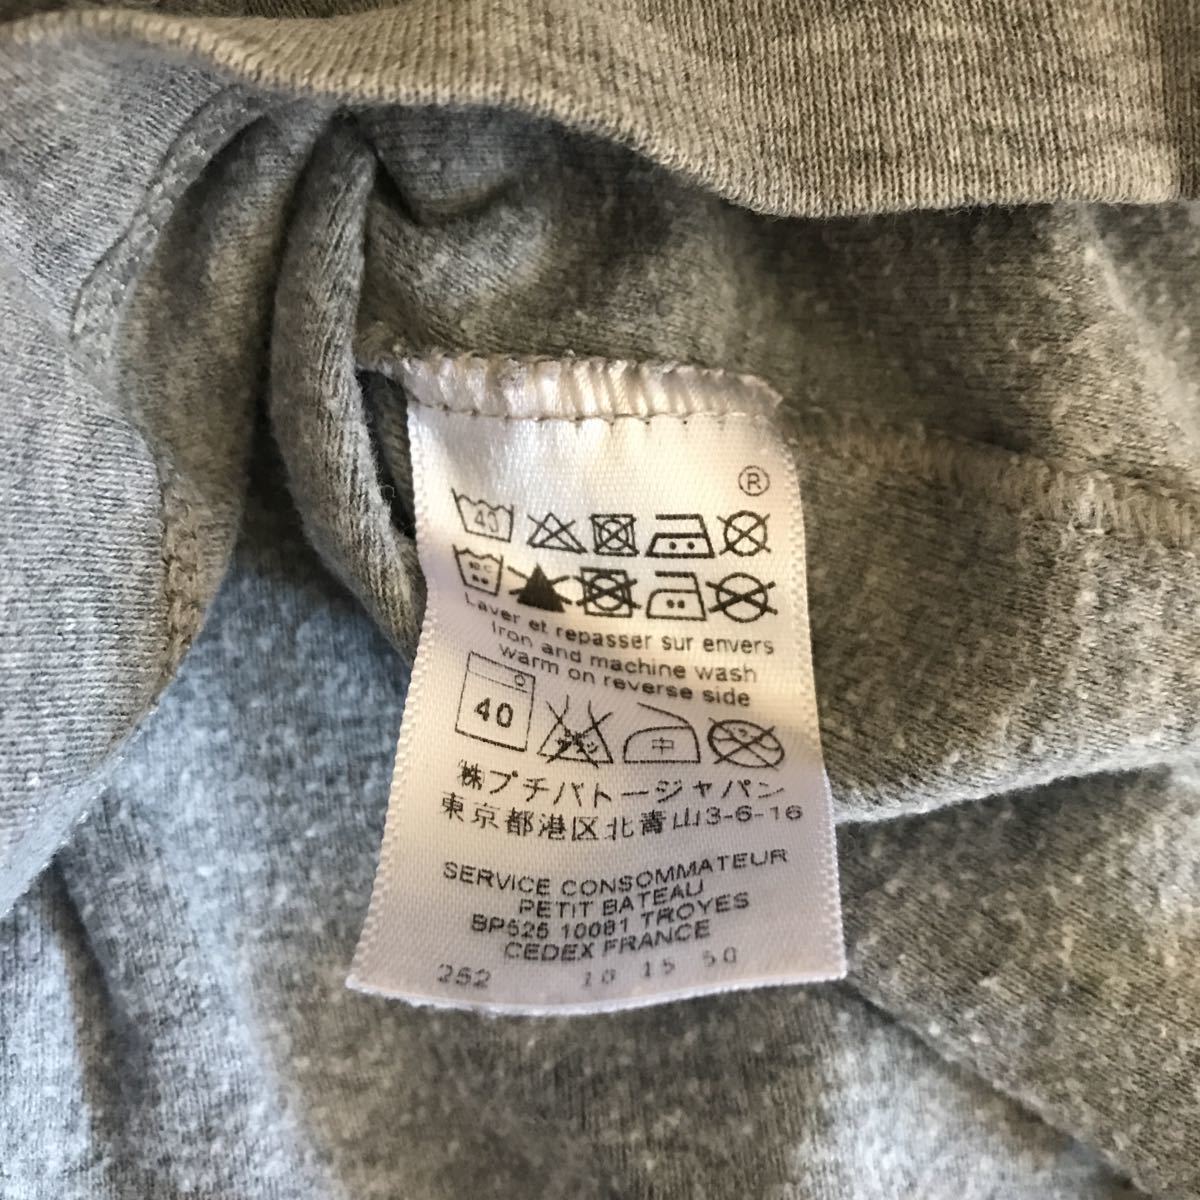 ®
40
Laver et repasser sur envers
Iron and machine wash
warm on reverse side
40 中
㈱プチバトージャパン
東京都港区北青山3-6-16
SERVICE CONSOMMATEUR
PETIT BATEAU
BP525 10081 TROYES
CEDEX FRANCE
252 10 15 50